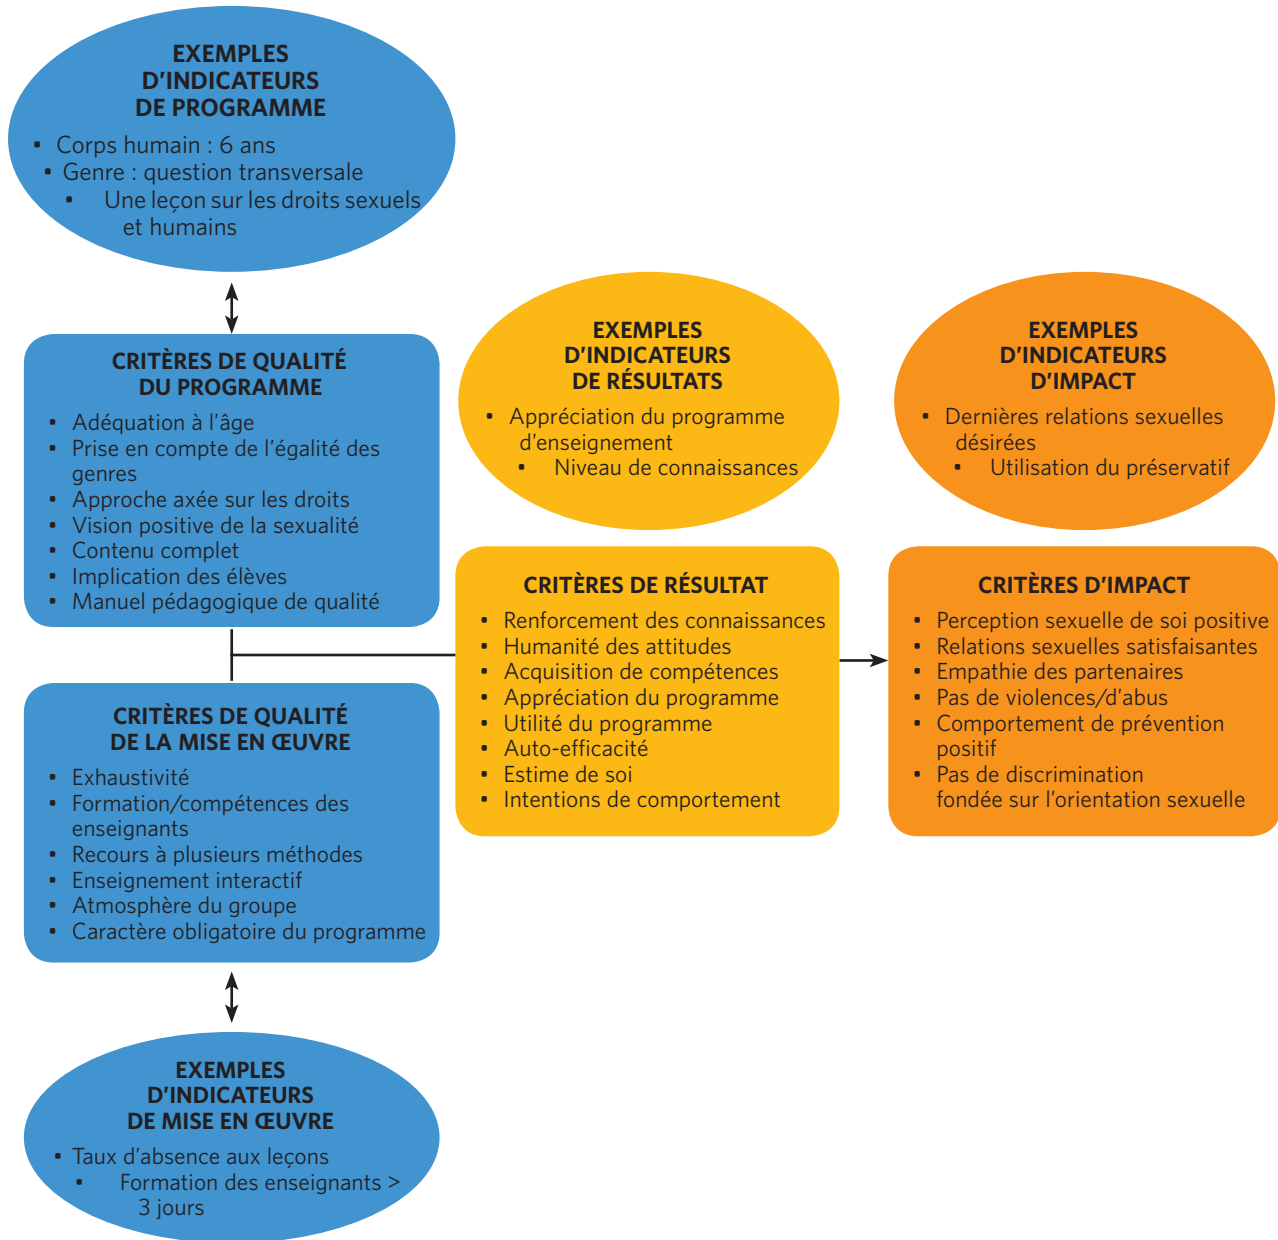 EXEMPLES
D'INDICATEURS
DE PROGRAMME
• Corps humain : 6 ans
• Genre : question transversale
• Une leçon sur les droits sexuels
et humains
CRITÈRES DE QUALITÉ
DU PROGRAMME
• Adéquation à l'âge
• Prise en compte de l'égalité des
genres
• Approche axée sur les droits
• Vision positive de la sexualité
• Contenu complet
• Implication des élèves
• Manuel pédagogique de qualité
CRITÈRES DE QUALITÉ
DE LA MISE EN ŒUVRE
• Exhaustivité
• Formation/compétences des
enseignants
• Recours à plusieurs méthodes
• Enseignement interactif
• Atmosphère du groupe
• Caractère obligatoire du programme
EXEMPLES
D'INDICATEURS
DE MISE EN ŒUVRE
• Taux d'absence aux leçons
• Formation des enseignants >
3 jours
EXEMPLES
D'INDICATEURS
DE RÉSULTATS
• Appréciation du programme
d'enseignement
• Niveau de connaissances
CRITÈRES DE RÉSULTAT
• Renforcement des connaissances
• Humanité des attitudes
• Acquisition de compétences
• Appréciation du programme
• Utilité du programme
• Auto-efficacité
• Estime de soi
• Intentions de comportement
EXEMPLES
D'INDICATEURS
D'IMPACT
• Dernières relations sexuelles
désirées
• Utilisation du préservatif
CRITÈRES D'IMPACT
• Perception sexuelle de soi positive
• Relations sexuelles satisfaisantes
• Empathie des partenaires
• Pas de violences/d'abus
• Comportement de prévention
positif
• Pas de discrimination
fondée sur l'orientation sexuelle